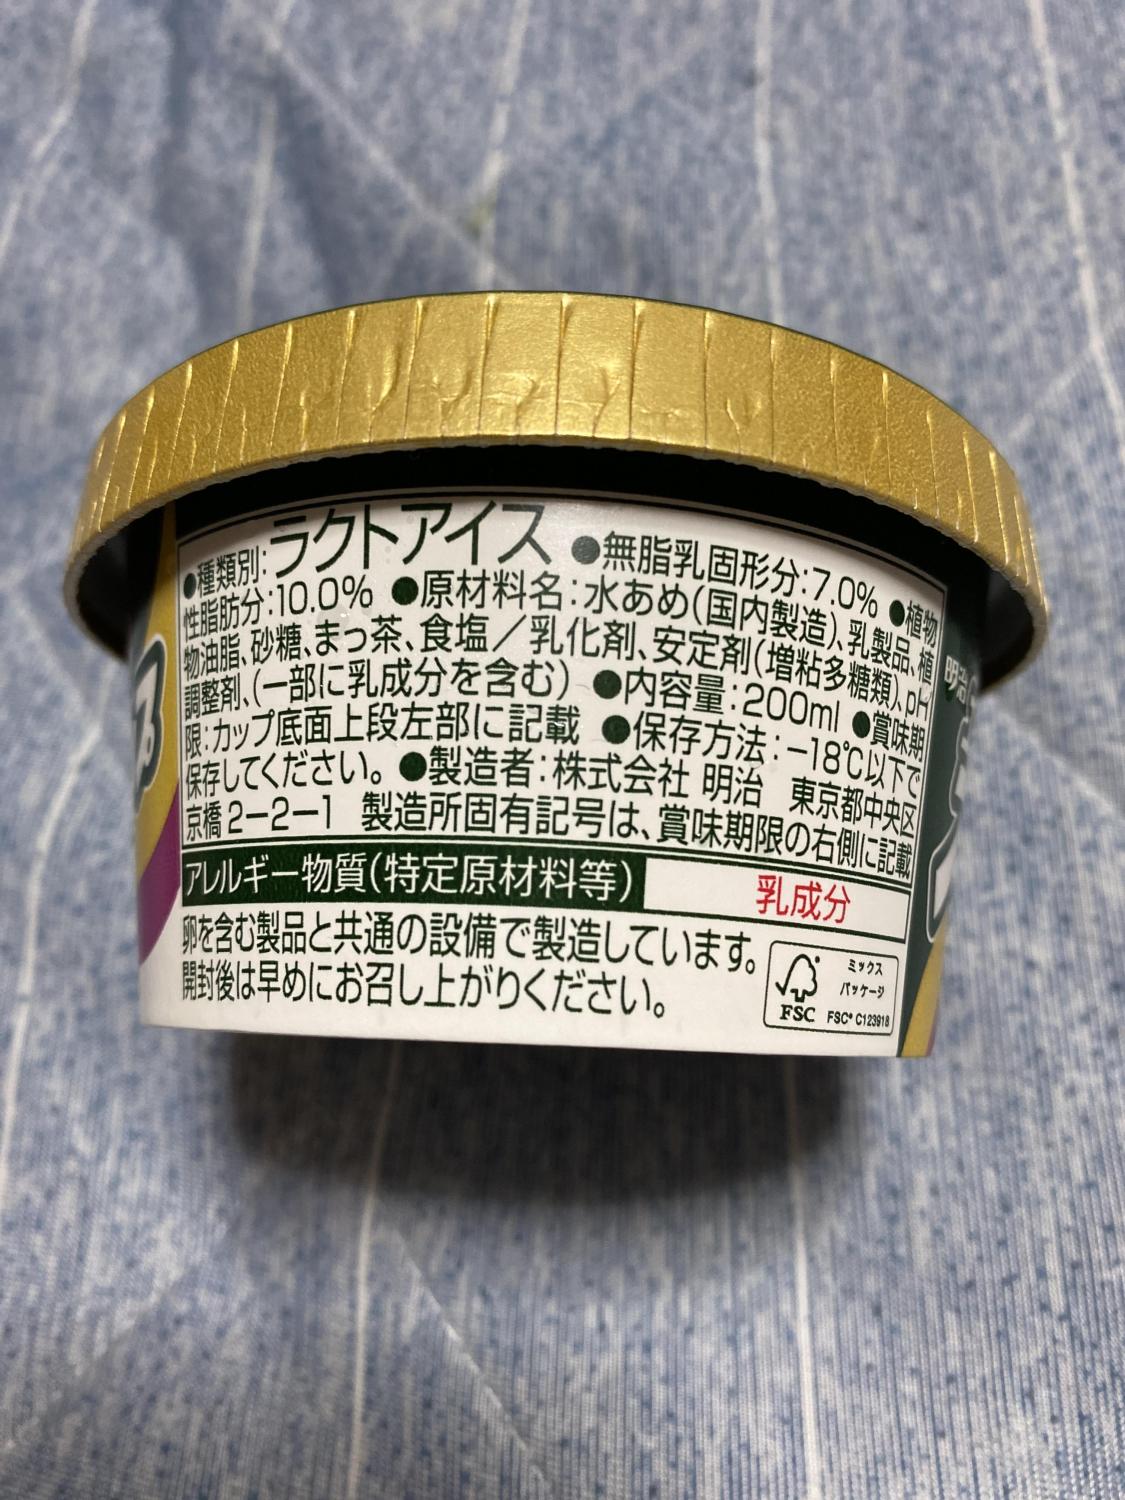 ●種類別:ラクトアイス ●無脂乳固形分:7.0% ●植物
性脂肪分:10.0% ●原材料名:水あめ(国内製造)、乳製品、植
物油脂、砂糖、まっ茶、食塩/乳化剤、安定剤(増粘多糖類)、pH
調整剤、(一部に乳成分を含む) ●内容量:200ml ●賞味期
限:カップ底面上段左部に記載 ●保存方法:−18℃以下で
保存してください。 ●製造者:株式会社 明治 東京都中央区
京橋2−2−1 製造所固有記号は、賞味期限の右側に記載
アレルギー物質(特定原材料等) 乳成分
卵を含む製品と共通の設備で製造しています。
開封後は早めにお召し上がりください。
ミックス
パッケージ
FSC
FSC® C123918
明治